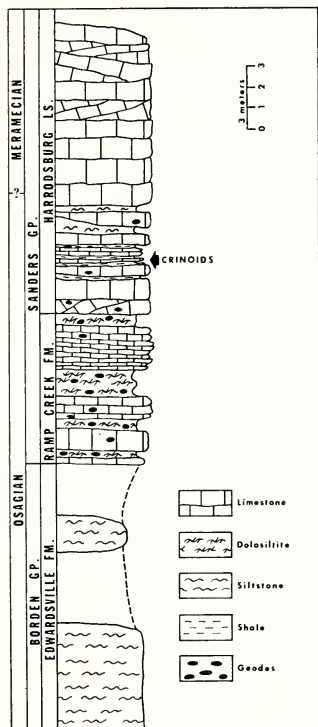 MERAMECIAN
-?
OSAGIAN
SANDERS GP.
BORDEN GP.
HARRODSBURG LS.
RAMP CREEK FM.
EDWARDSVILLE FM.
3
2
1
0
3 meters
CRINOIDS
Limestone
Dolosiltite
Siltstone
Shale
Geodes